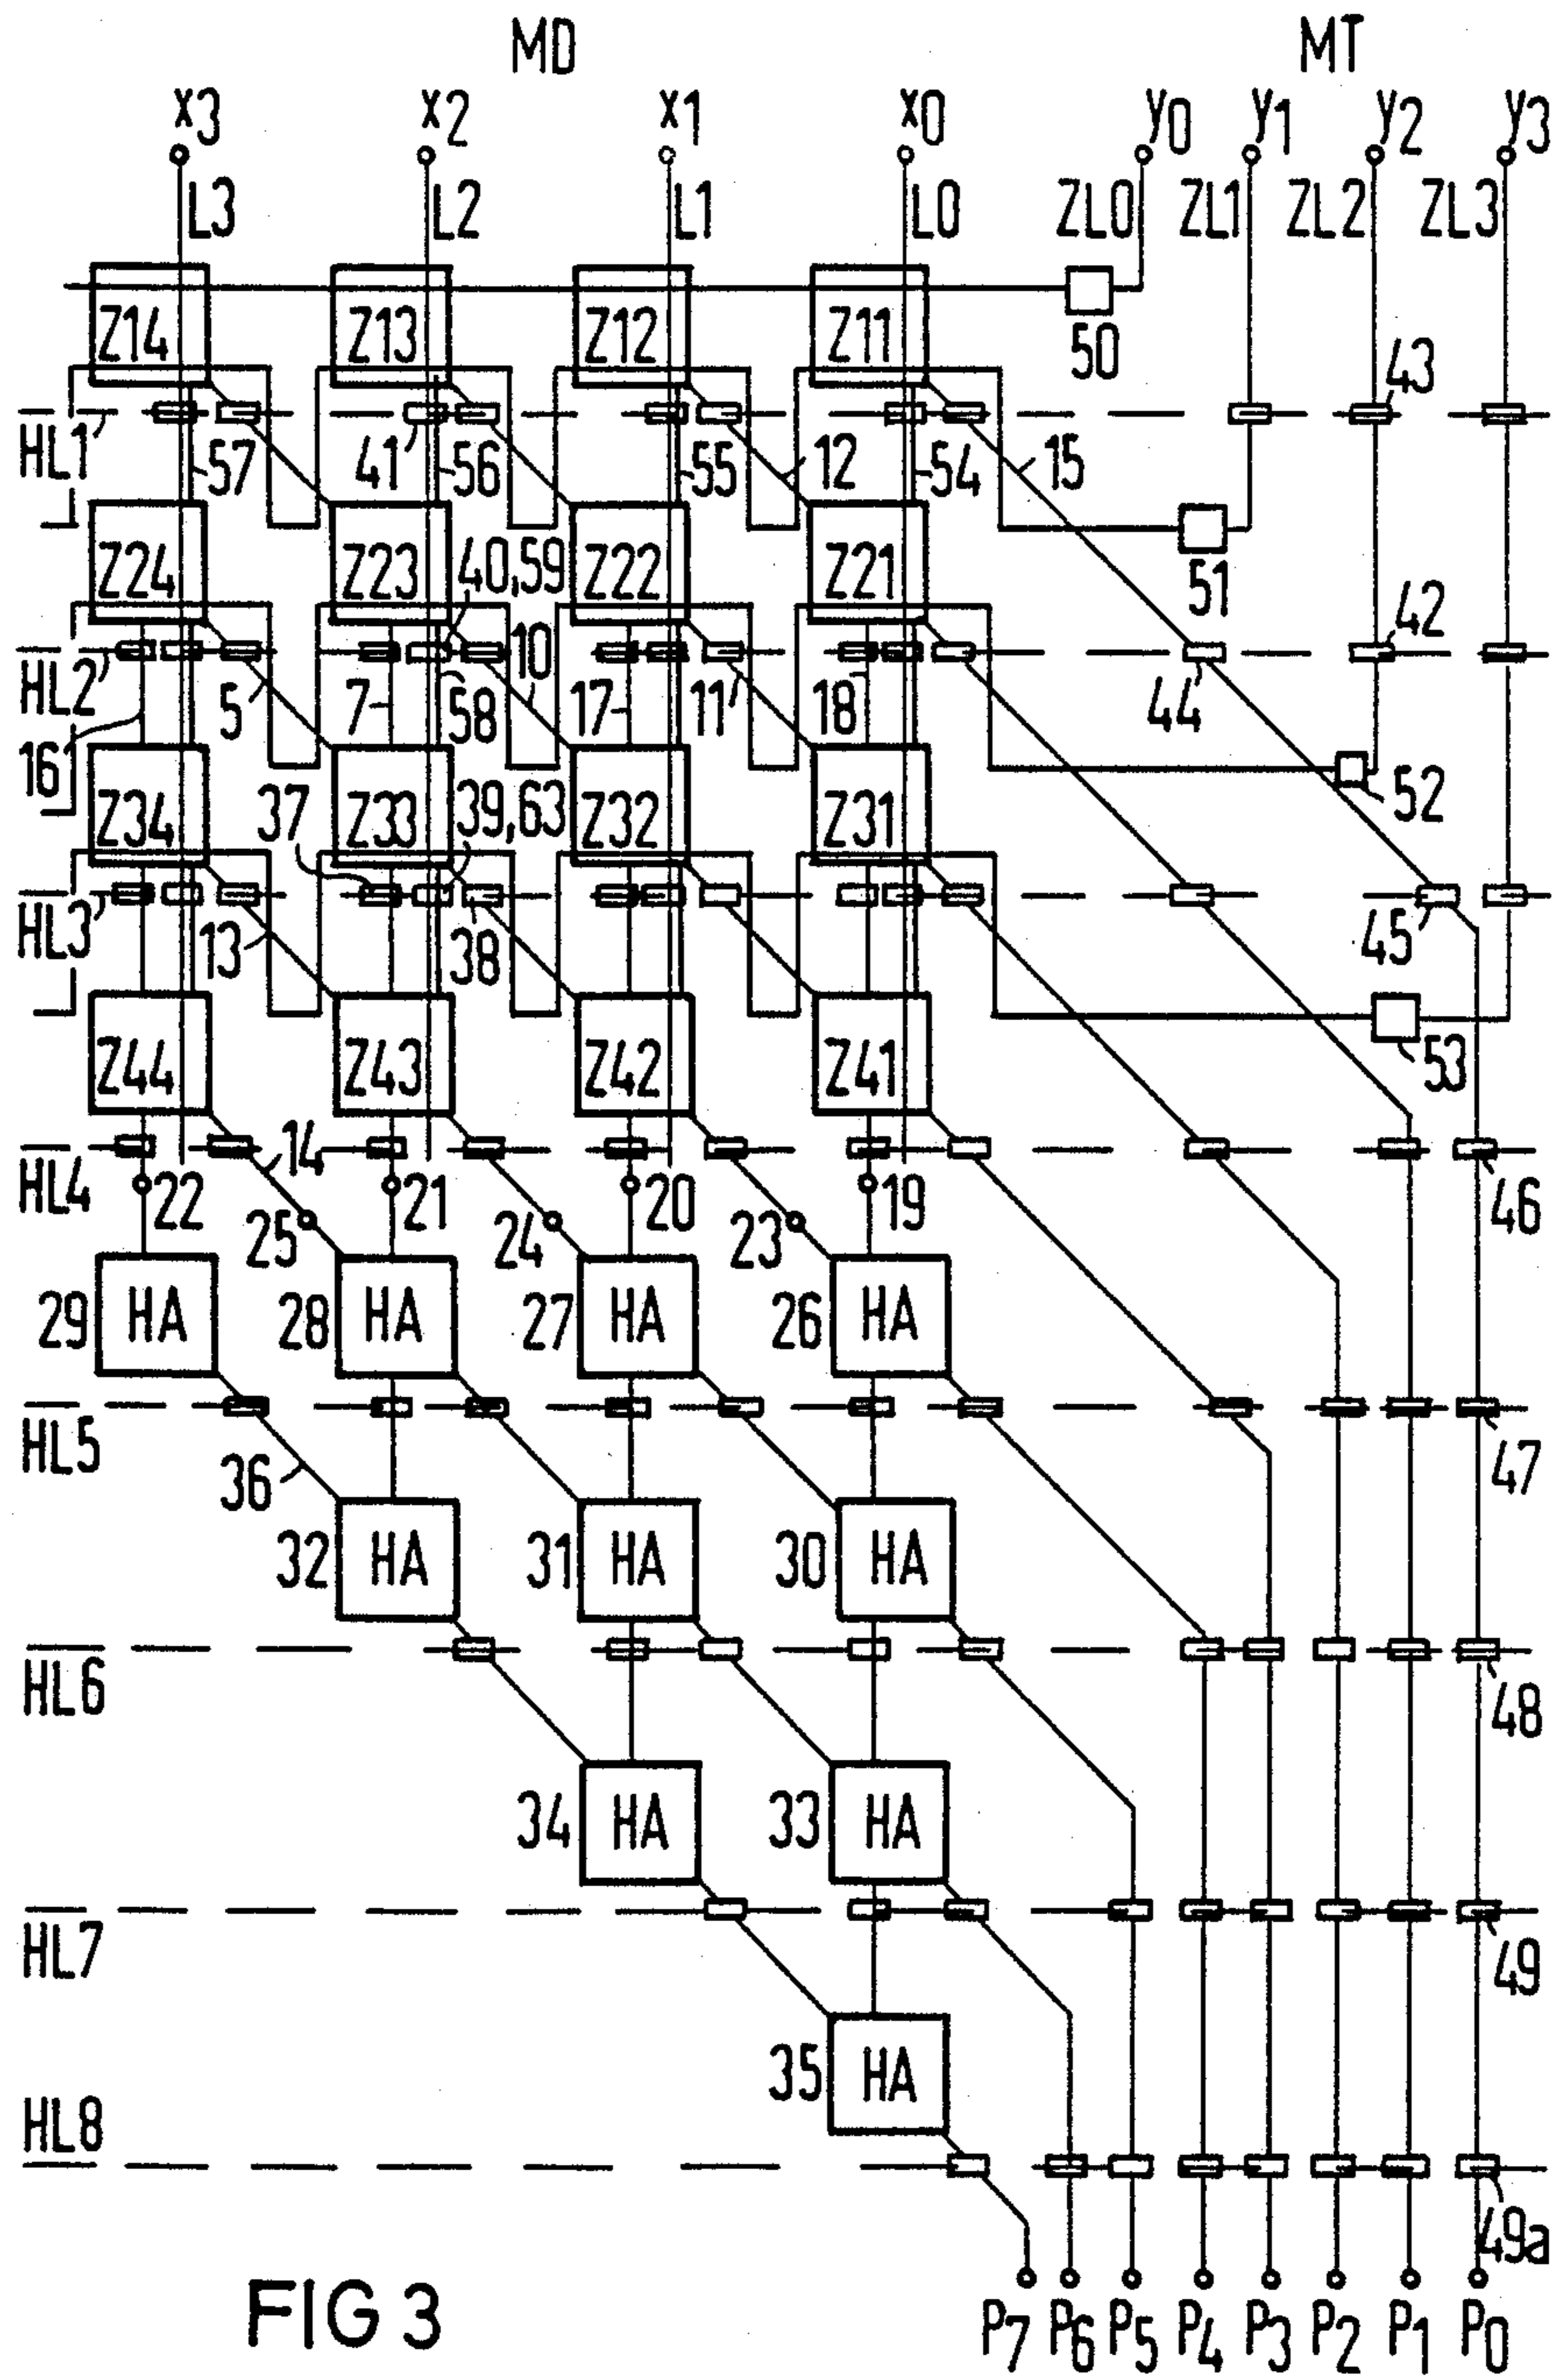 MD MT
x3 x2 x1 x0 y0 y1 y2 y3
L3 L2 L1 L0 ZL0 ZL1 ZL2 ZL3
Z14 Z13 Z12 Z11 50 43
HL1 57 41 56 55 12 54 15
Z24 Z23 40,59 Z22 Z21 51 42
HL2 5 7 10 58 17 11 18 44
16 Z34 37 Z33 39,63 Z32 Z31 52
HL3 13 38 45
Z44 Z43 Z42 Z41 53
HL4 14
22 25 21 24 20 23 19 46
29 HA 28 HA 27 HA 26 HA
HL5 36 47
32 HA 31 HA 30 HA
HL6 48
34 HA 33 HA
HL7 49
35 HA
HL8
49a
FIG 3
P7 P6 P5 P4 P3 P2 P1 P0